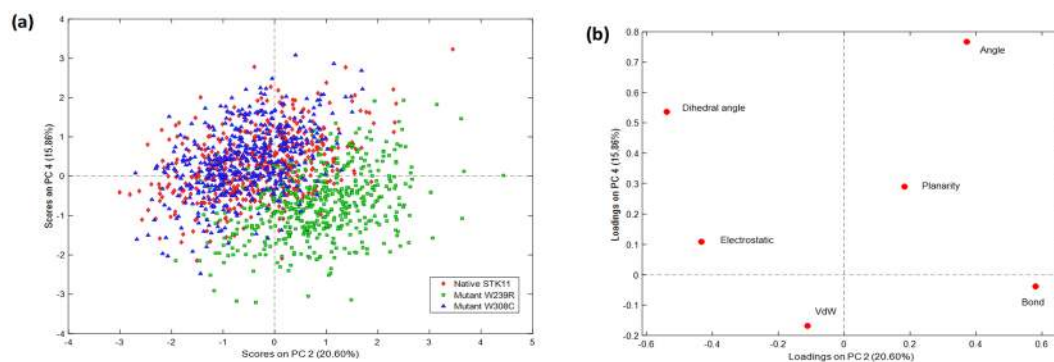 (a)
4
3
2
1
0
-1
-2
-3
-4
Scores on PC 4 (15.86%)
-4 -3 -2 -1 0 1 2 3 4 5
Scores on PC 2 (20.60%)
Native STK11
Mutant W239R
Mutant W308C
(b)
0.8
0.7
0.6
0.5
0.4
0.3
0.2
0.1
0
-0.1
-0.2
Loadings on PC 4 (15.86%)
Angle
Dihedral angle
Planarity
Electrostatic
VdW
Bond
-0.6 -0.4 -0.2 0 0.2 0.4 0.6
Loadings on PC 2 (20.60%)